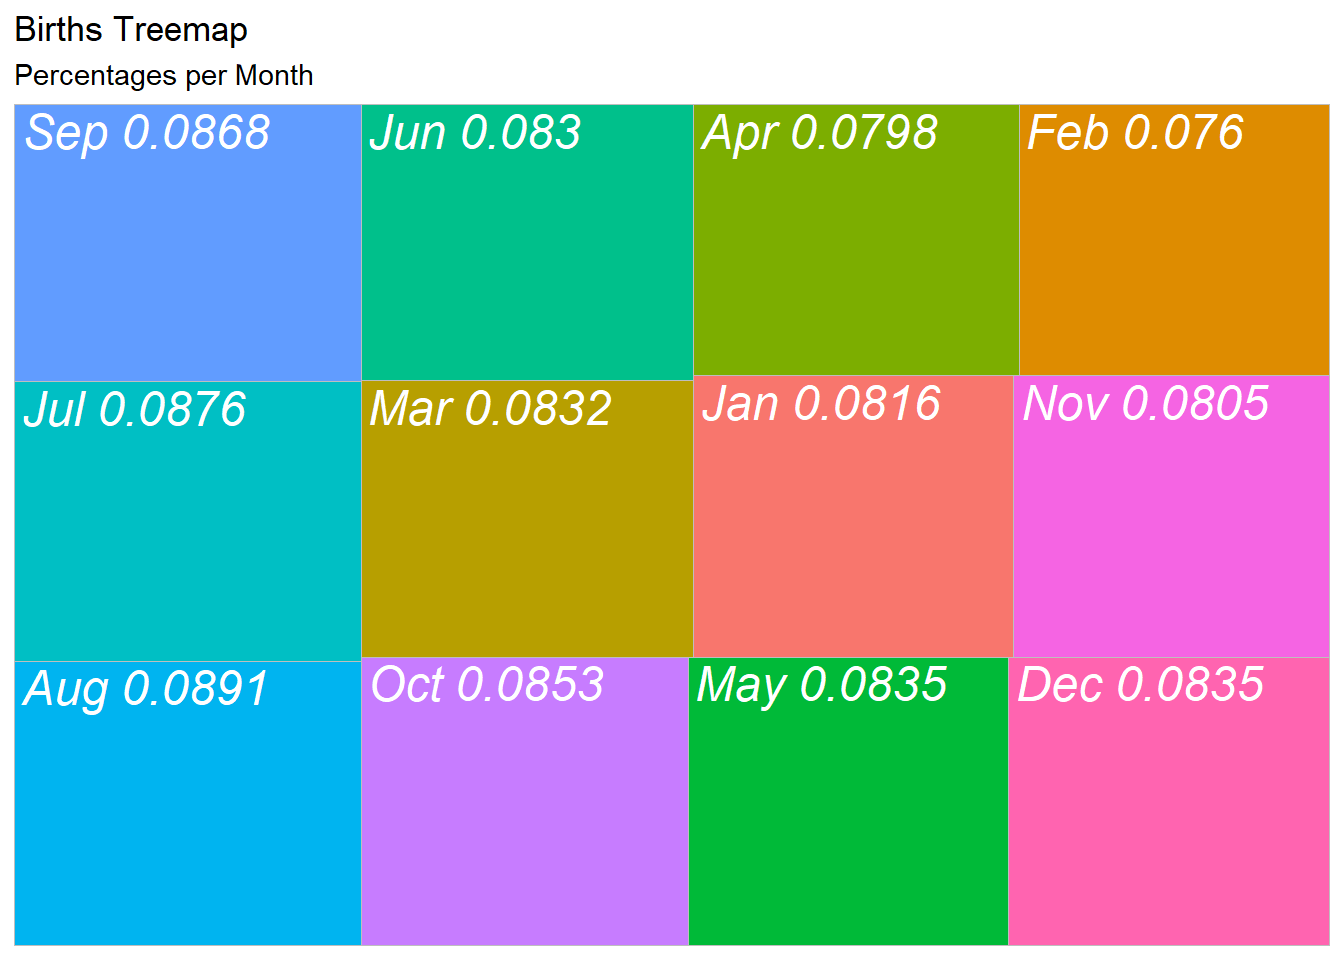 Births Treemap
Percentages per Month
Sep 0.0868
Jun 0.083
Apr 0.0798
Feb 0.076
Jul 0.0876
Mar 0.0832
Jan 0.0816
Nov 0.0805
Aug 0.0891
Oct 0.0853
May 0.0835
Dec 0.0835